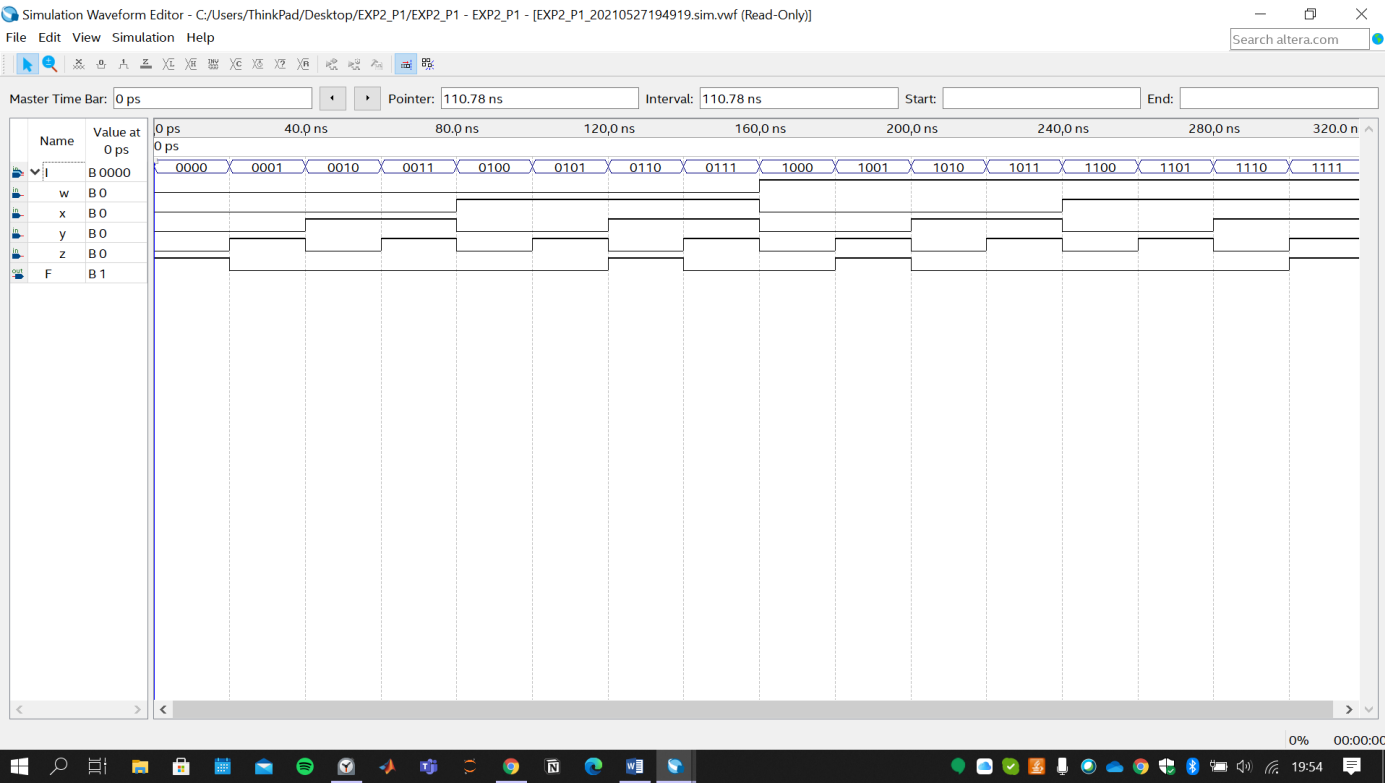 Simulation Waveform Editor - C:/Users/ThinkPad/Desktop/EXP2_P1/EXP2_P1 - EXP2_P1 - [EXP2_P1_20210527194919.sim.vwf (Read-Only)]
File Edit View Simulation Help
Search altera.com
Master Time Bar: 0 ps Pointer: 110.78 ns Interval: 110.78 ns Start: End:
Name Value at 0 ps
0 ps 40.0 ns 80.0 ns 120,0 ns 160,0 ns 200,0 ns 240,0 ns 280,0 ns 320.0 n
0 ps
I B 0000 0000 0001 0010 0011 0100 0101 0110 0111 1000 1001 1010 1011 1100 1101 1110 1111
w B 0
x B 0
y B 0
z B 0
F B 1
0% 00:00:00
19:54